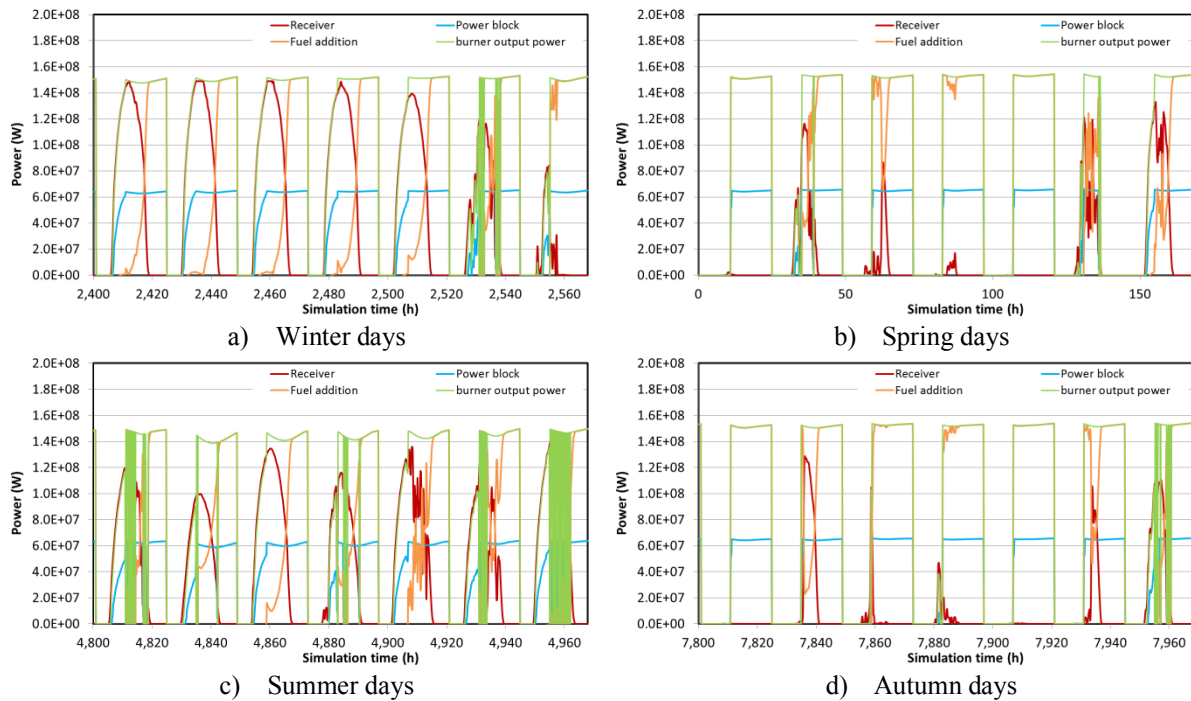 2.0E+08
1.8E+08
1.6E+08
1.4E+08
1.2E+08
1.0E+08
8.0E+07
6.0E+07
4.0E+07
2.0E+07
0.0E+00
Power (W)
Receiver
Power block
Fuel addition
burner output power
2,400
2,420
2,440
2,460
2,480
2,500
2,520
2,540
2,560
Simulation time (h)
a) Winter days
2.0E+08
1.8E+08
1.6E+08
1.4E+08
1.2E+08
1.0E+08
8.0E+07
6.0E+07
4.0E+07
2.0E+07
0.0E+00
Power (W)
Receiver
Power block
Fuel addition
burner output power
0
50
100
150
Simulation time (h)
b) Spring days
2.0E+08
1.8E+08
1.6E+08
1.4E+08
1.2E+08
1.0E+08
8.0E+07
6.0E+07
4.0E+07
2.0E+07
0.0E+00
Power (W)
Receiver
Power block
Fuel addition
burner output power
4,800
4,820
4,840
4,860
4,880
4,900
4,920
4,940
4,960
Simulation time (h)
c) Summer days
2.0E+08
1.8E+08
1.6E+08
1.4E+08
1.2E+08
1.0E+08
8.0E+07
6.0E+07
4.0E+07
2.0E+07
0.0E+00
Power (W)
Receiver
Power block
Fuel addition
burner output power
7,800
7,820
7,840
7,860
7,880
7,900
7,920
7,940
7,960
Simulation time (h)
d) Autumn days